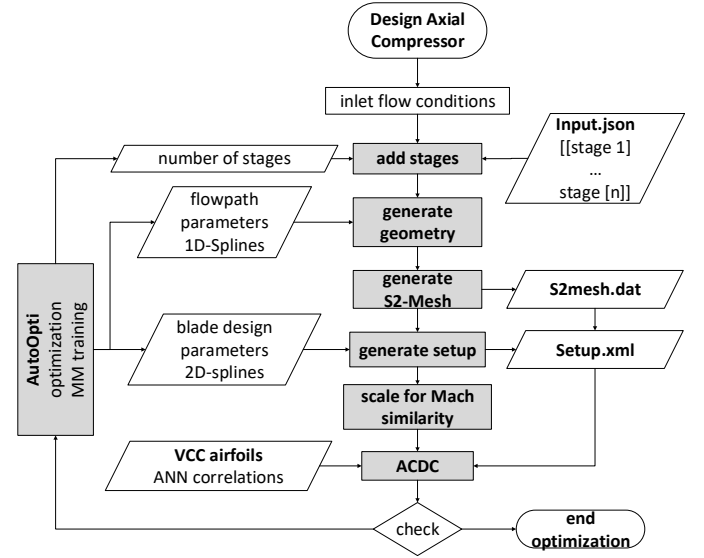 Design Axial
Compressor
inlet flow conditions
Input.json
[[stage 1]
...
stage [n]]
number of stages
add stages
flowpath
parameters
1D-Splines
generate
geometry
generate
S2-Mesh
S2mesh.dat
AutoOpti
optimization
MM training
blade design
parameters
2D-splines
generate setup
Setup.xml
scale for Mach
similarity
VCC airfoils
ANN correlations
ACDC
check
end
optimization